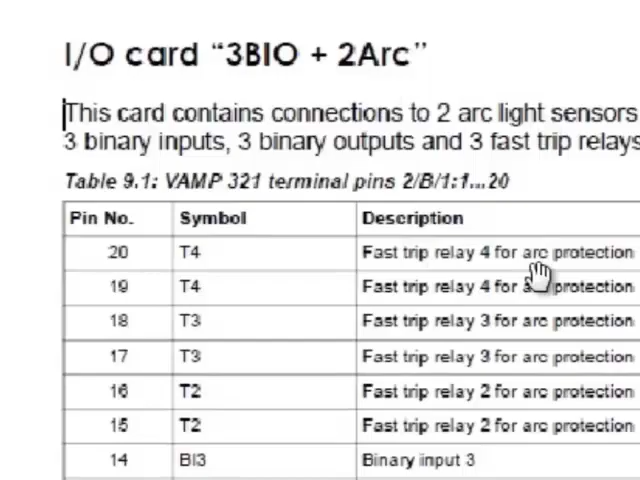 I/O card “3BIO + 2Arc”
This card contains connections to 2 arc light sensors
3 binary inputs, 3 binary outputs and 3 fast trip relays
Table 9.1: VAMP 321 terminal pins 2/B/1:1...20
Pin No. Symbol Description
20 T4 Fast trip relay 4 for arc protection
19 T4 Fast trip relay 4 for arc protection
18 T3 Fast trip relay 3 for arc protection
17 T3 Fast trip relay 3 for arc protection
16 T2 Fast trip relay 2 for arc protection
15 T2 Fast trip relay 2 for arc protection
14 BI3 Binary input 3